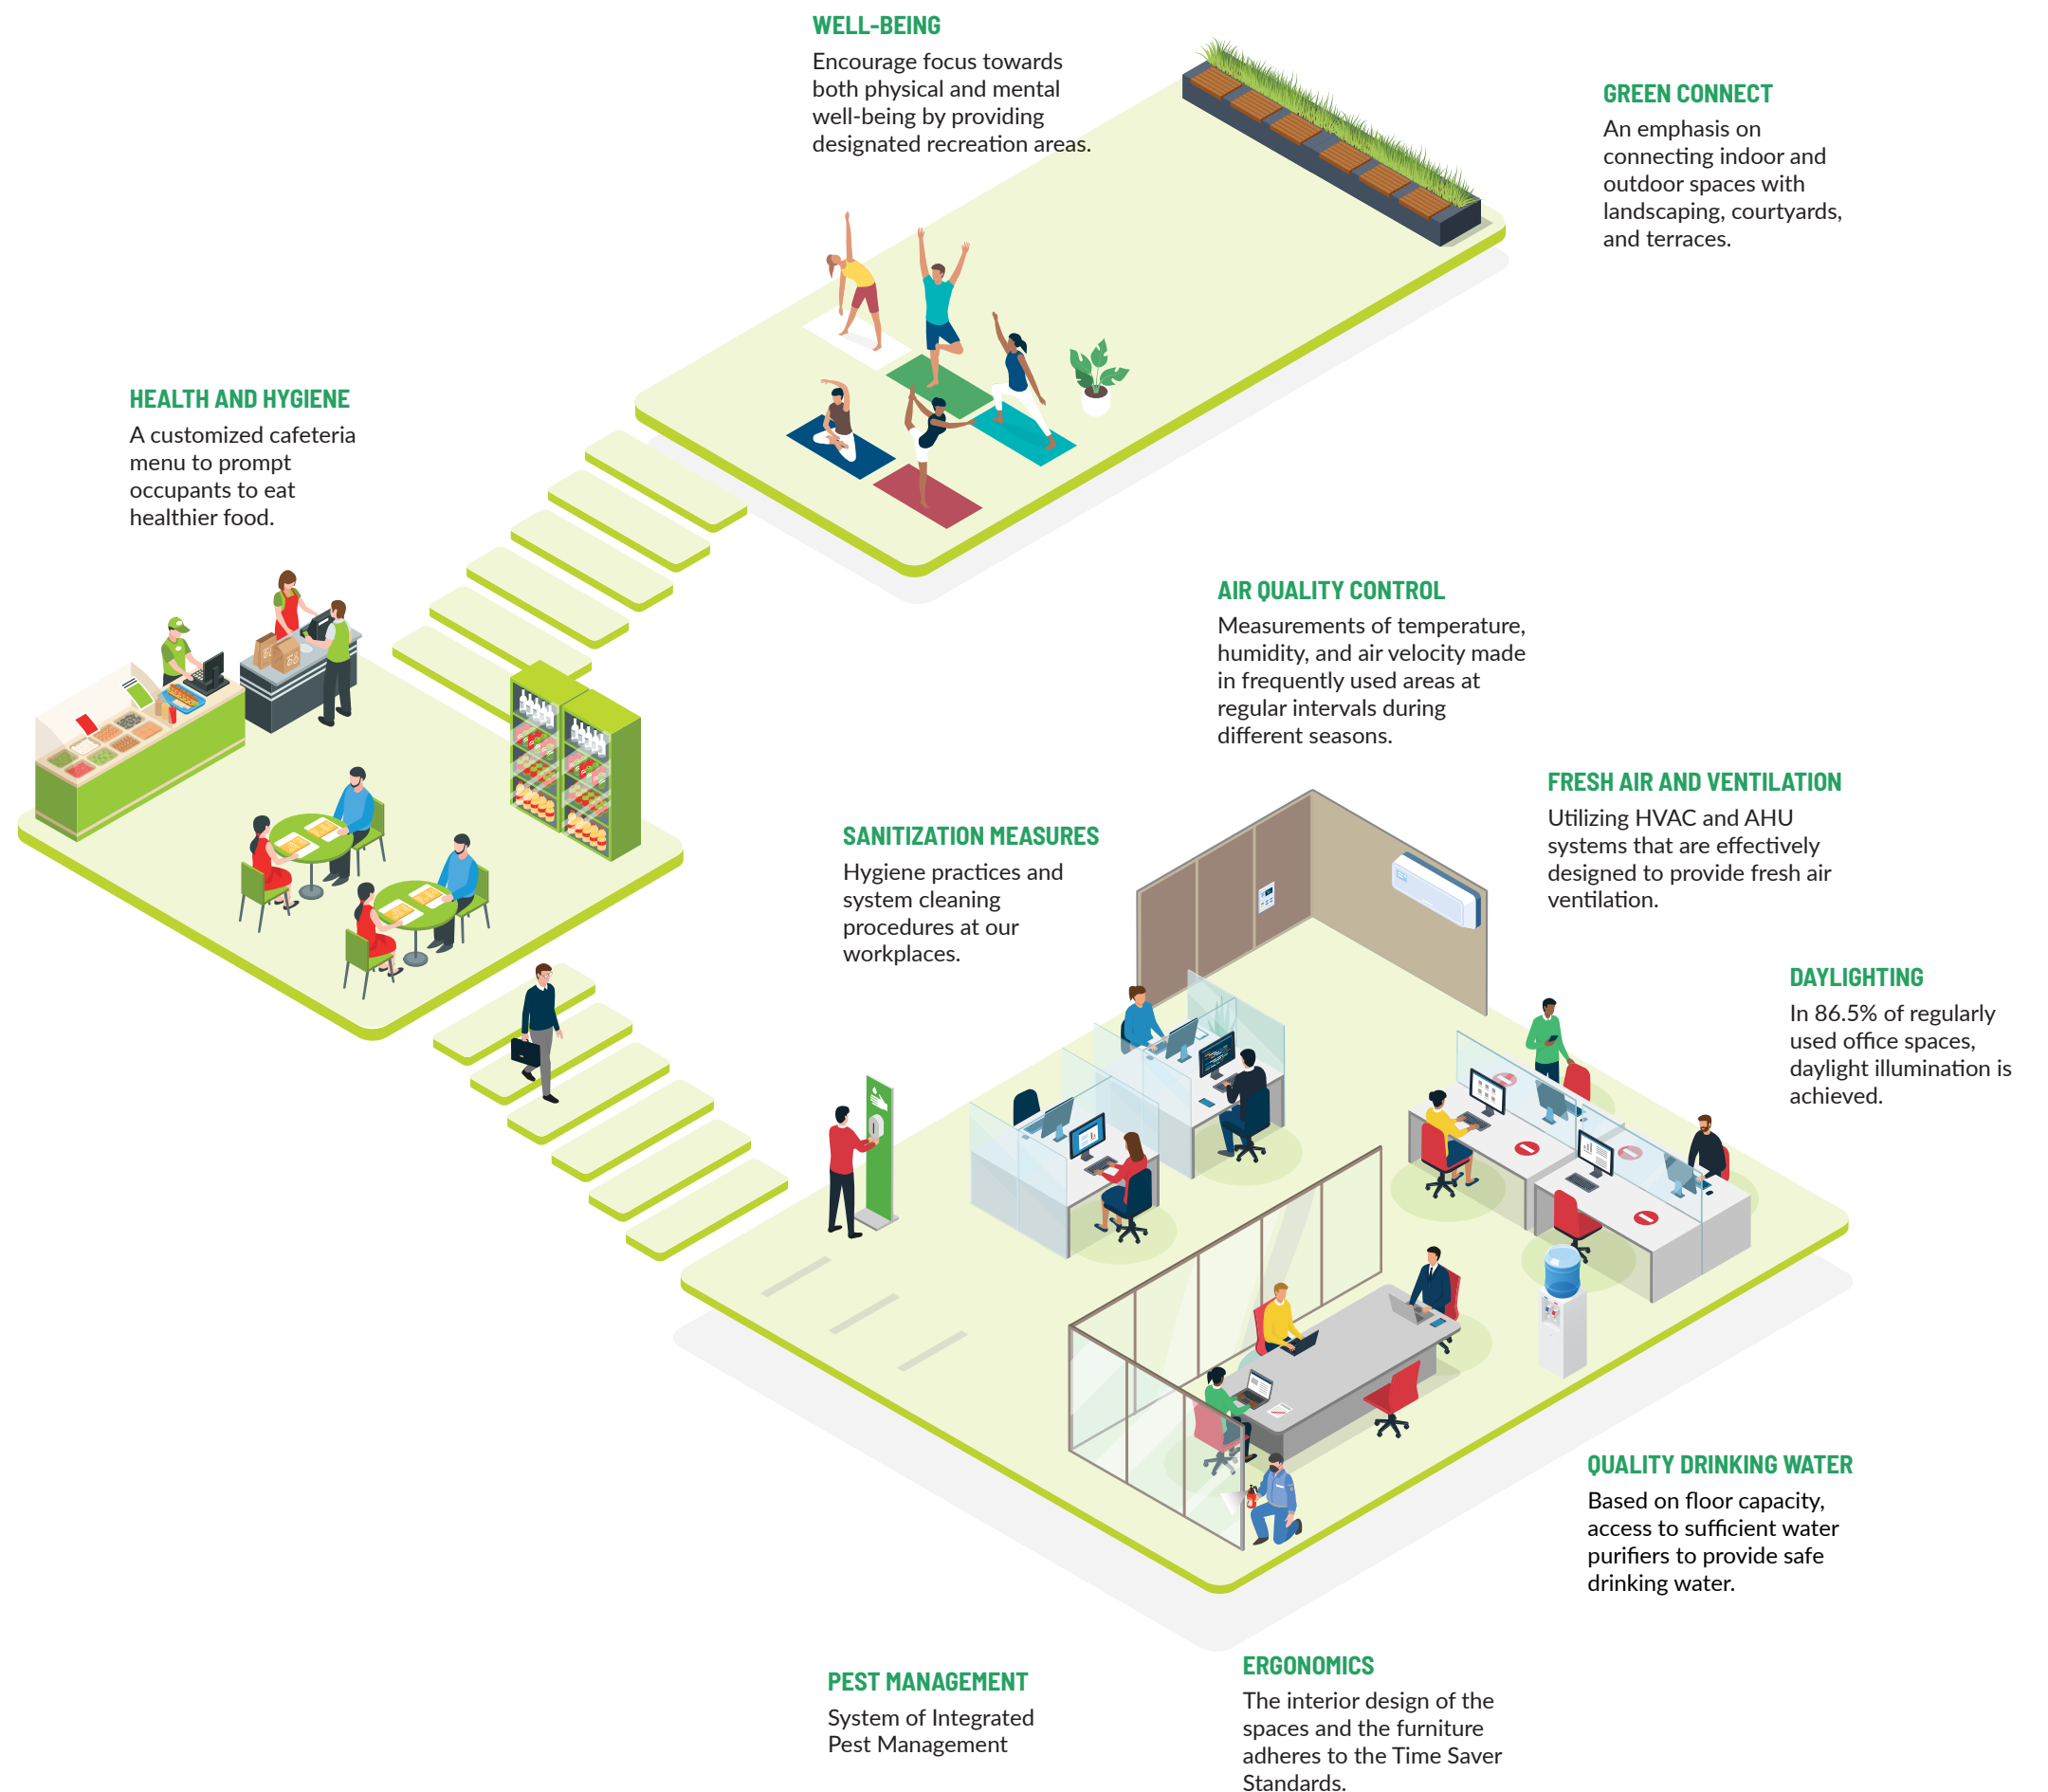 WELL-BEING
Encourage focus towards
both physical and mental
well-being by providing
designated recreation areas.
GREEN CONNECT
An emphasis on
connecting indoor and
outdoor spaces with
landscaping, courtyards,
and terraces.
HEALTH AND HYGIENE
A customized cafeteria
menu to prompt
occupants to eat
healthier food.
AIR QUALITY CONTROL
Measurements of temperature,
humidity, and air velocity made
in frequently used areas at
regular intervals during
different seasons.
FRESH AIR AND VENTILATION
Utilizing HVAC and AHU
systems that are effectively
designed to provide fresh air
ventilation.
SANITIZATION MEASURES
Hygiene practices and
system cleaning
procedures at our
workplaces.
DAYLIGHTING
In 86.5% of regularly
used office spaces,
daylight illumination is
achieved.
QUALITY DRINKING WATER
Based on floor capacity,
access to sufficient water
purifiers to provide safe
drinking water.
PEST MANAGEMENT
System of Integrated
Pest Management
ERGONOMICS
The interior design of the
spaces and the furniture
adheres to the Time Saver
Standards.